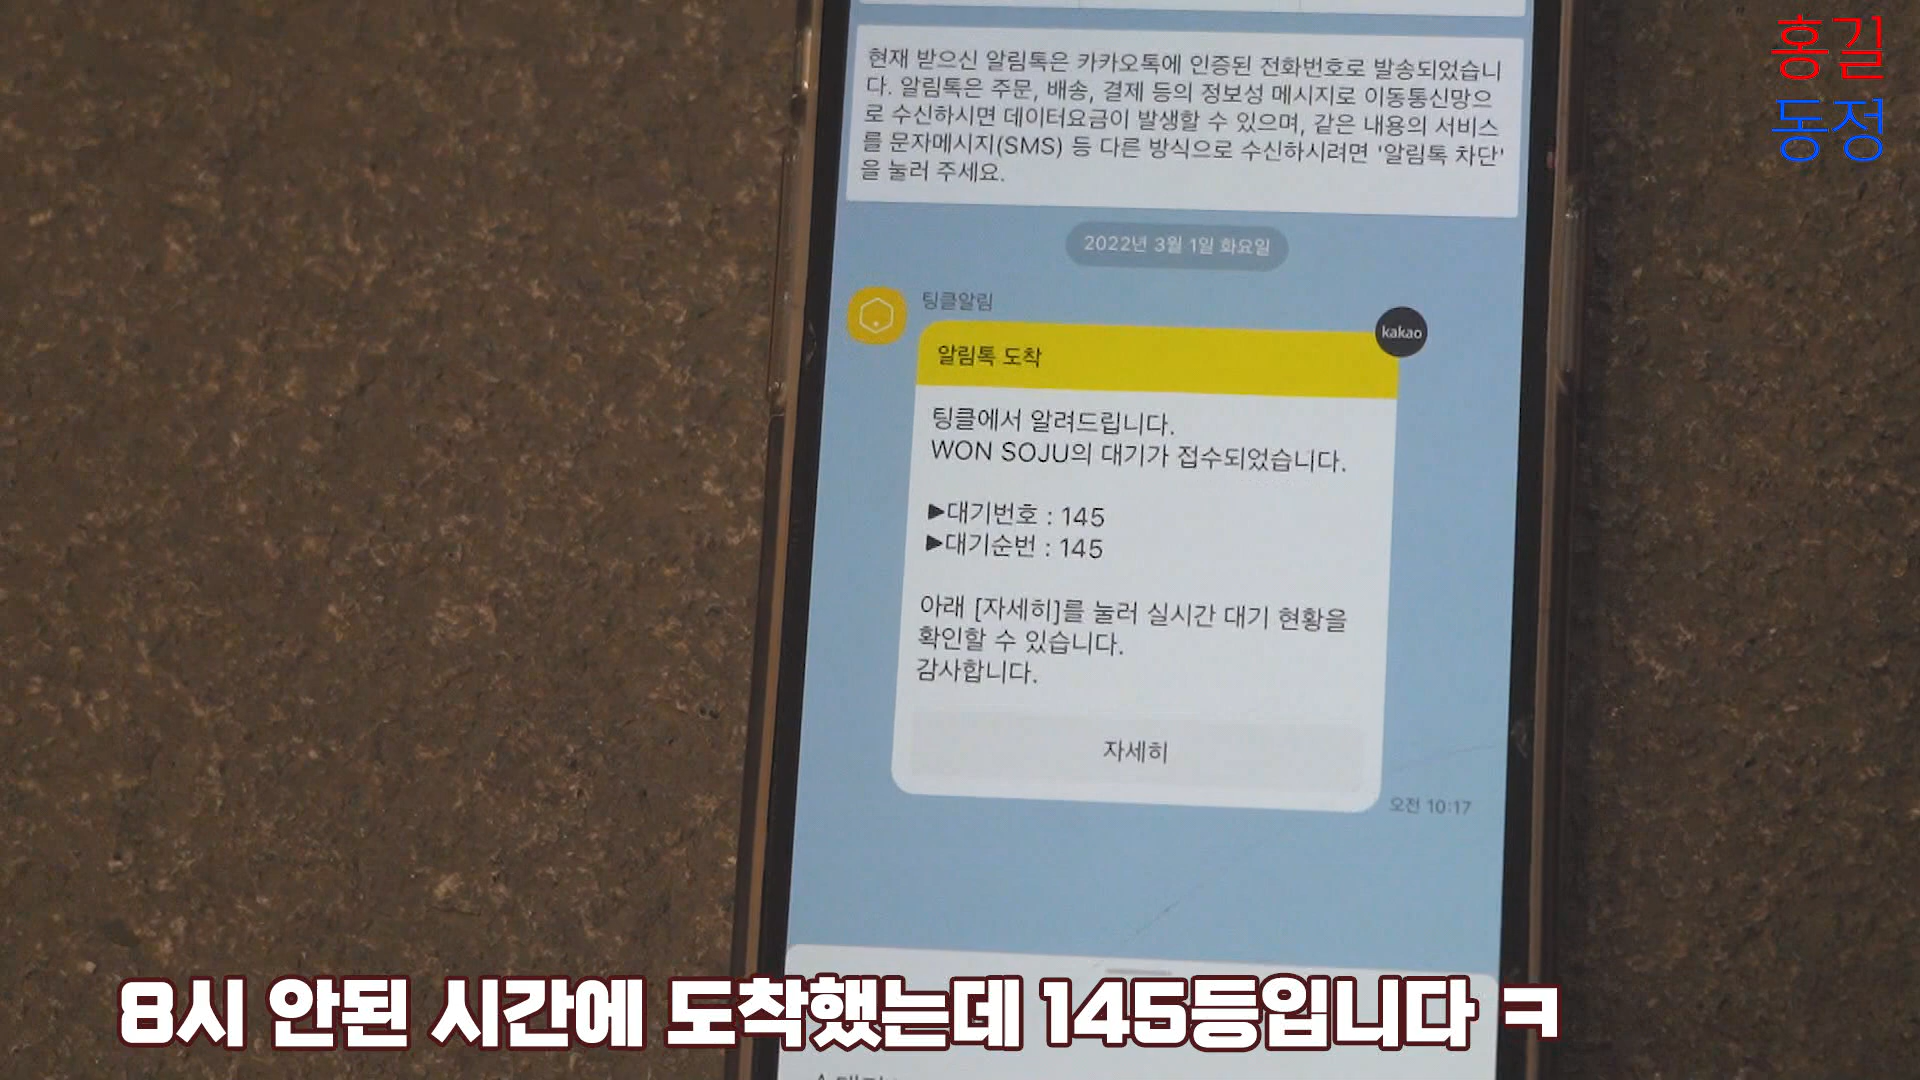 홍길
동정
현재 받으신 알림톡은 카카오톡에 인증된 전화번호로 발송되었습니
다. 알림톡은 주문, 배송, 결제 등의 정보성 메시지로 이동통신망으
로 수신하시면 데이터요금이 발생할 수 있으며, 같은 내용의 서비스
를 문자메시지(SMS) 등 다른 방식으로 수신하시려면 '알림톡 차단'
을 눌러 주세요.
2022년 3월 1일 화요일
팅클알림
kakao
알림톡 도착
팅클에서 알려드립니다.
WON SOJU의 대기가 접수되었습니다.
▶대기번호 : 145
▶대기순번 : 145
아래 [자세히]를 눌러 실시간 대기 현황을
확인할 수 있습니다.
감사합니다.
자세히
오전 10:17
8시 안된 시간에 도착했는데 145등입니다 ㅋ